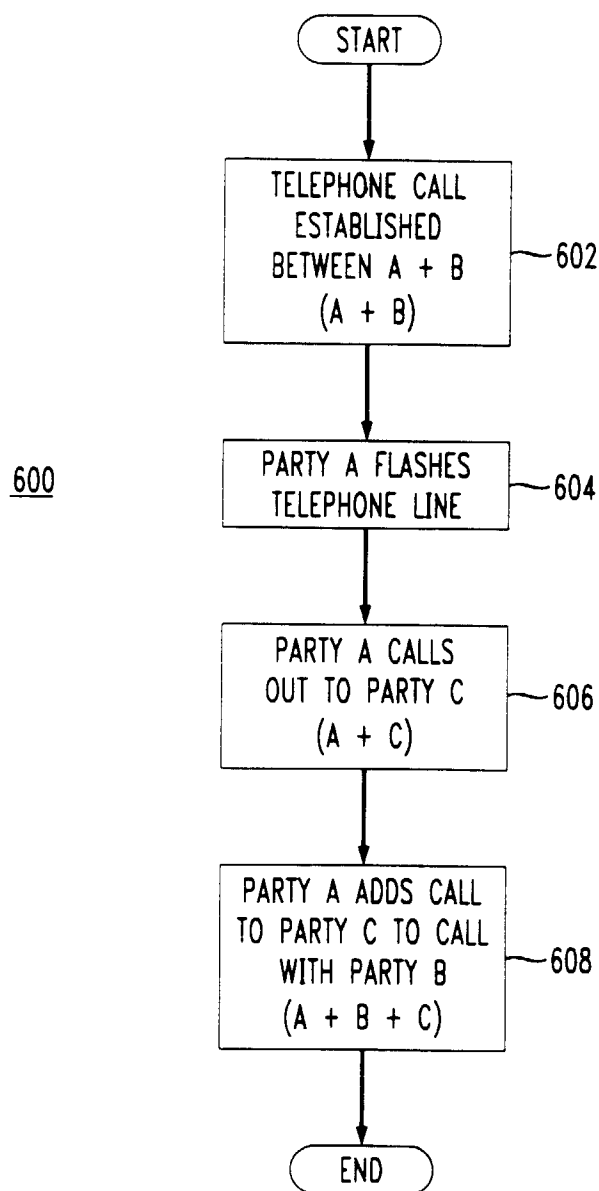 START
TELEPHONE CALL
ESTABLISHED
BETWEEN A + B
(A + B)
602
PARTY A FLASHES
TELEPHONE LINE
604
600
PARTY A CALLS
OUT TO PARTY C
(A + C)
606
PARTY A ADDS CALL
TO PARTY C TO CALL
WITH PARTY B
(A + B + C)
608
END